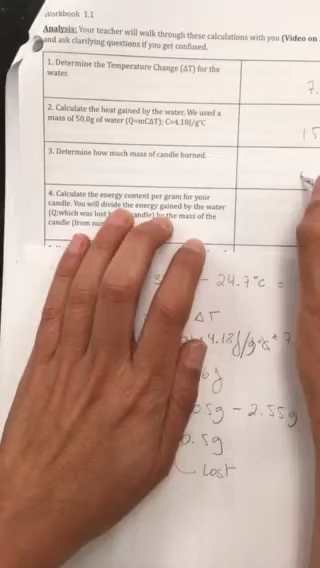 Workbook 1.1
Analysis: Your teacher will walk through these calculations with you (Video on
and ask clarifying questions if you get confused.
1. Determine the Temperature Change (ΔT) for the
water.
7.
2. Calculate the heat gained by the water. We used a
mass of 50.0g of water (Q=mCΔT); C=4.18J/g°C
15
3. Determine how much mass of candle burned.
4. Calculate the energy content per gram for your
candle. You will divide the energy gained by the water
(Q; which was lost candle) by the mass of the
candle (from
3 - 24.7°C =
ΔT
4.18J/g°C * 7.
6J
05g - 2.55g
0.5g
Lost